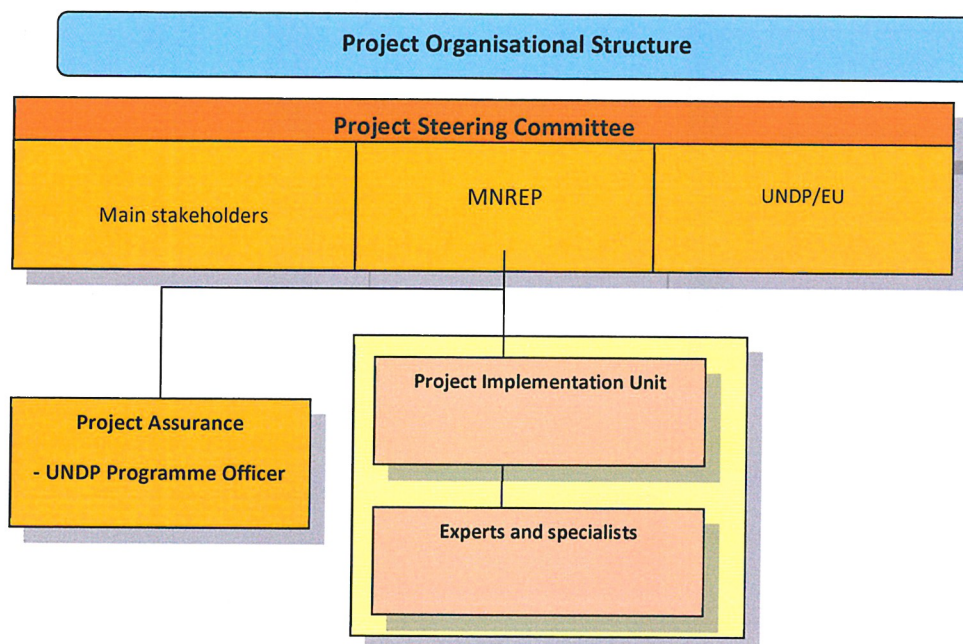 Project Organisational Structure
Project Steering Committee
Main stakeholders
MNREP
UNDP/EU
Project Implementation Unit
Project Assurance
- UNDP Programme Officer
Experts and specialists